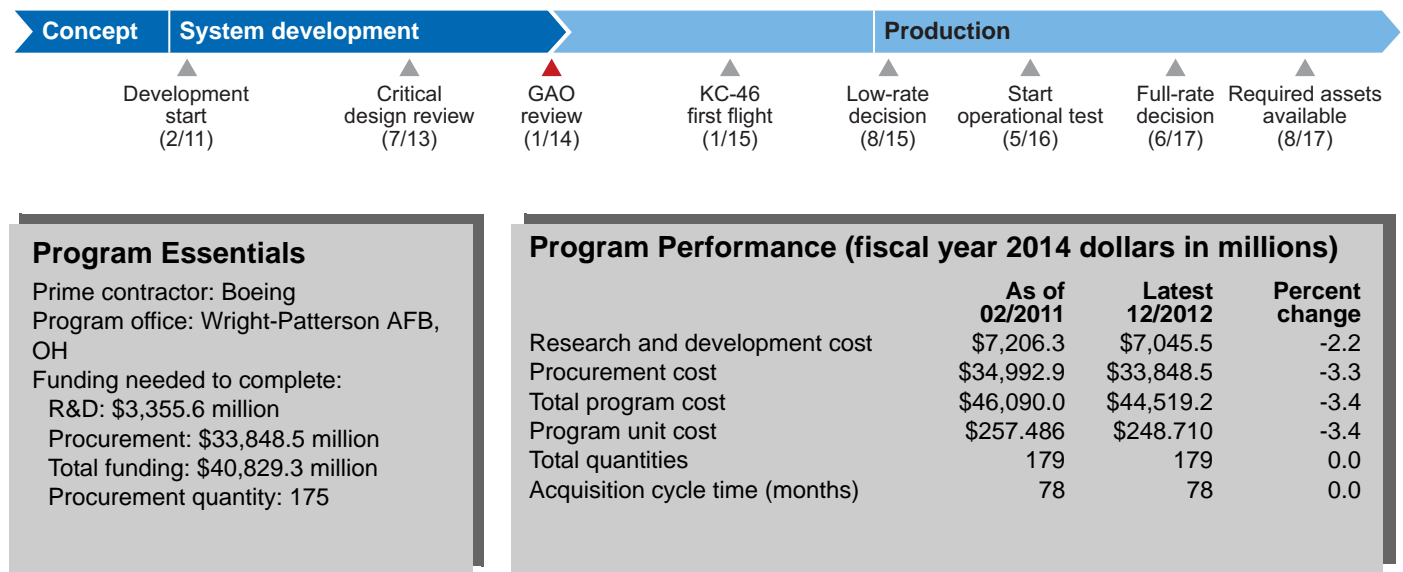 Concept System development Production
Development start (2/11)
Critical design review (7/13)
GAO review (1/14)
KC-46 first flight (1/15)
Low-rate decision (8/15)
Start operational test (5/16)
Full-rate decision (6/17)
Required assets available (8/17)
Program Essentials
Prime contractor: Boeing
Program office: Wright-Patterson AFB,
OH
Funding needed to complete:
R&D: $3,355.6 million
Procurement: $33,848.5 million
Total funding: $40,829.3 million
Procurement quantity: 175
Program Performance (fiscal year 2014 dollars in millions)
As of 02/2011 Latest 12/2012 Percent change
Research and development cost $7,206.3 $7,045.5 -2.2
Procurement cost $34,992.9 $33,848.5 -3.3
Total program cost $46,090.0 $44,519.2 -3.4
Program unit cost $257.486 $248.710 -3.4
Total quantities 179 179 0.0
Acquisition cycle time (months) 78 78 0.0